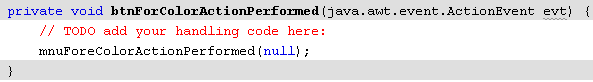 private void btnForColorActionPerformed(java.awt.event.ActionEvent evt) {
// TODO add your handling code here:
mnuForeColorActionPerformed(null);
}